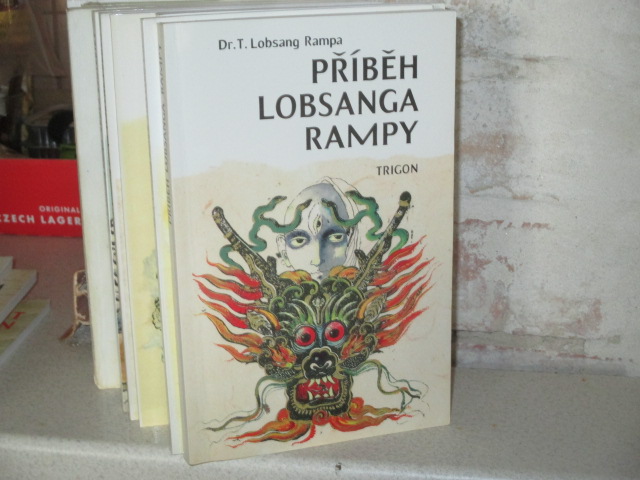 Dr. T. Lobsang Rampa
PŘÍBĚH
LOBSANGA
RAMPY
TRIGON
ORIGINAL
CZECH LAGER